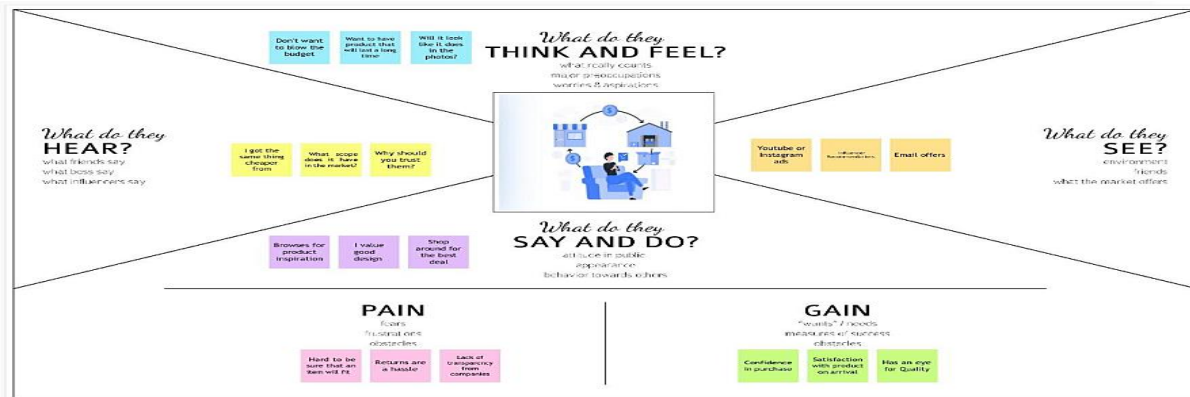 Don't want
to blow the
budget
Want to have
product that
will last a long
time
Will it look
like it does
in the
photos?
What do they
THINK AND FEEL?
what really counts
major preoccupations
worries & aspirations
What do they
HEAR?
what friends say
what boss say
what influencers say
I got the
same thing
cheaper
from
What scope
does it have
in the market?
Why should
you trust
them?
Youtube or
Instagram
ads
Influencer
Recommendations
Email offers
What do they
SEE?
environment
friends
what the market offers
What do they
SAY AND DO?
attitude in public
appearance
behavior towards others
Browses for
product
inspiration
I value
good
design
Shop
around for
the best
deal
PAIN
fears
frustrations
obstacles
Hard to be
sure that an
item will fit
Returns are
a hassle
Lack of
transparency
from
companies
GAIN
"wants" / needs
measures of success
obstacles
Confidence
in purchase
Satisfaction
with product
on arrival
Has an eye
for Quality